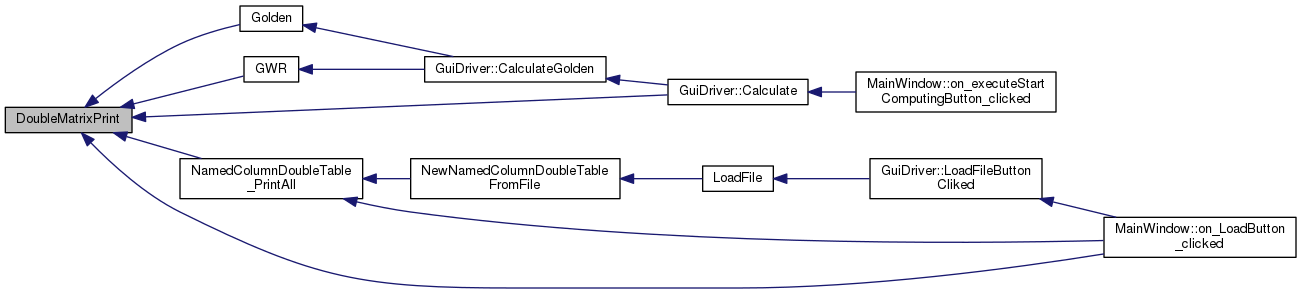 Golden
GWR
GuiDriver::CalculateGolden
GuiDriver::Calculate
MainWindow::on_executeStart
ComputingButton_clicked
DoubleMatrixPrint
NamedColumnDoubleTable
_PrintAll
NewNamedColumnDoubleTable
FromFile
LoadFile
GuiDriver::LoadFileButton
Cliked
MainWindow::on_LoadButton
_clicked